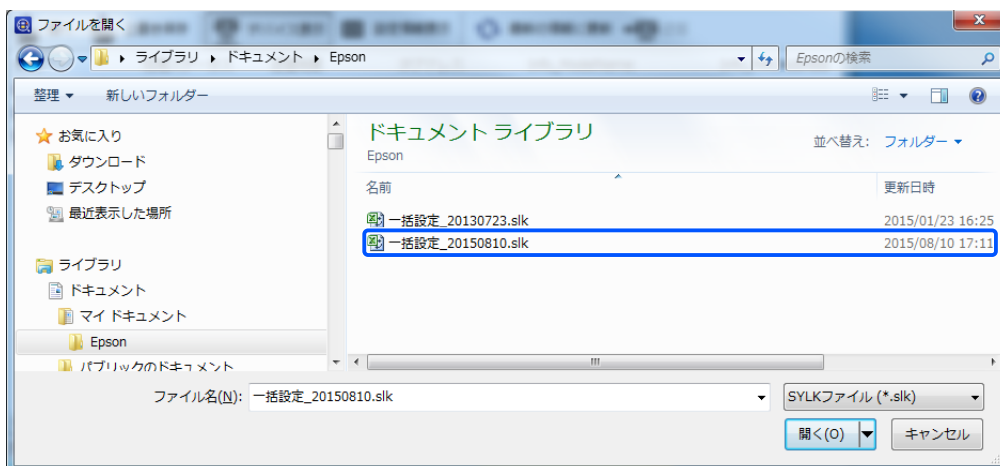 ファイルを開く
ライブラリ ▸ ドキュメント ▸ Epson
Epsonの検索
整理 ▼ 新しいフォルダー
お気に入り
ダウンロード
デスクトップ
最近表示した場所
ライブラリ
ドキュメント
マイ ドキュメント
Epson
パブリックのドキュメント
ドキュメント ライブラリ
Epson
並べ替え: フォルダー ▼
名前 更新日時
一括設定_20130723.slk 2015/01/23 16:25
一括設定_20150810.slk 2015/08/10 17:11
ファイル名(N): 一括設定_20150810.slk
SYLKファイル (*.slk)
開く(O) キャンセル